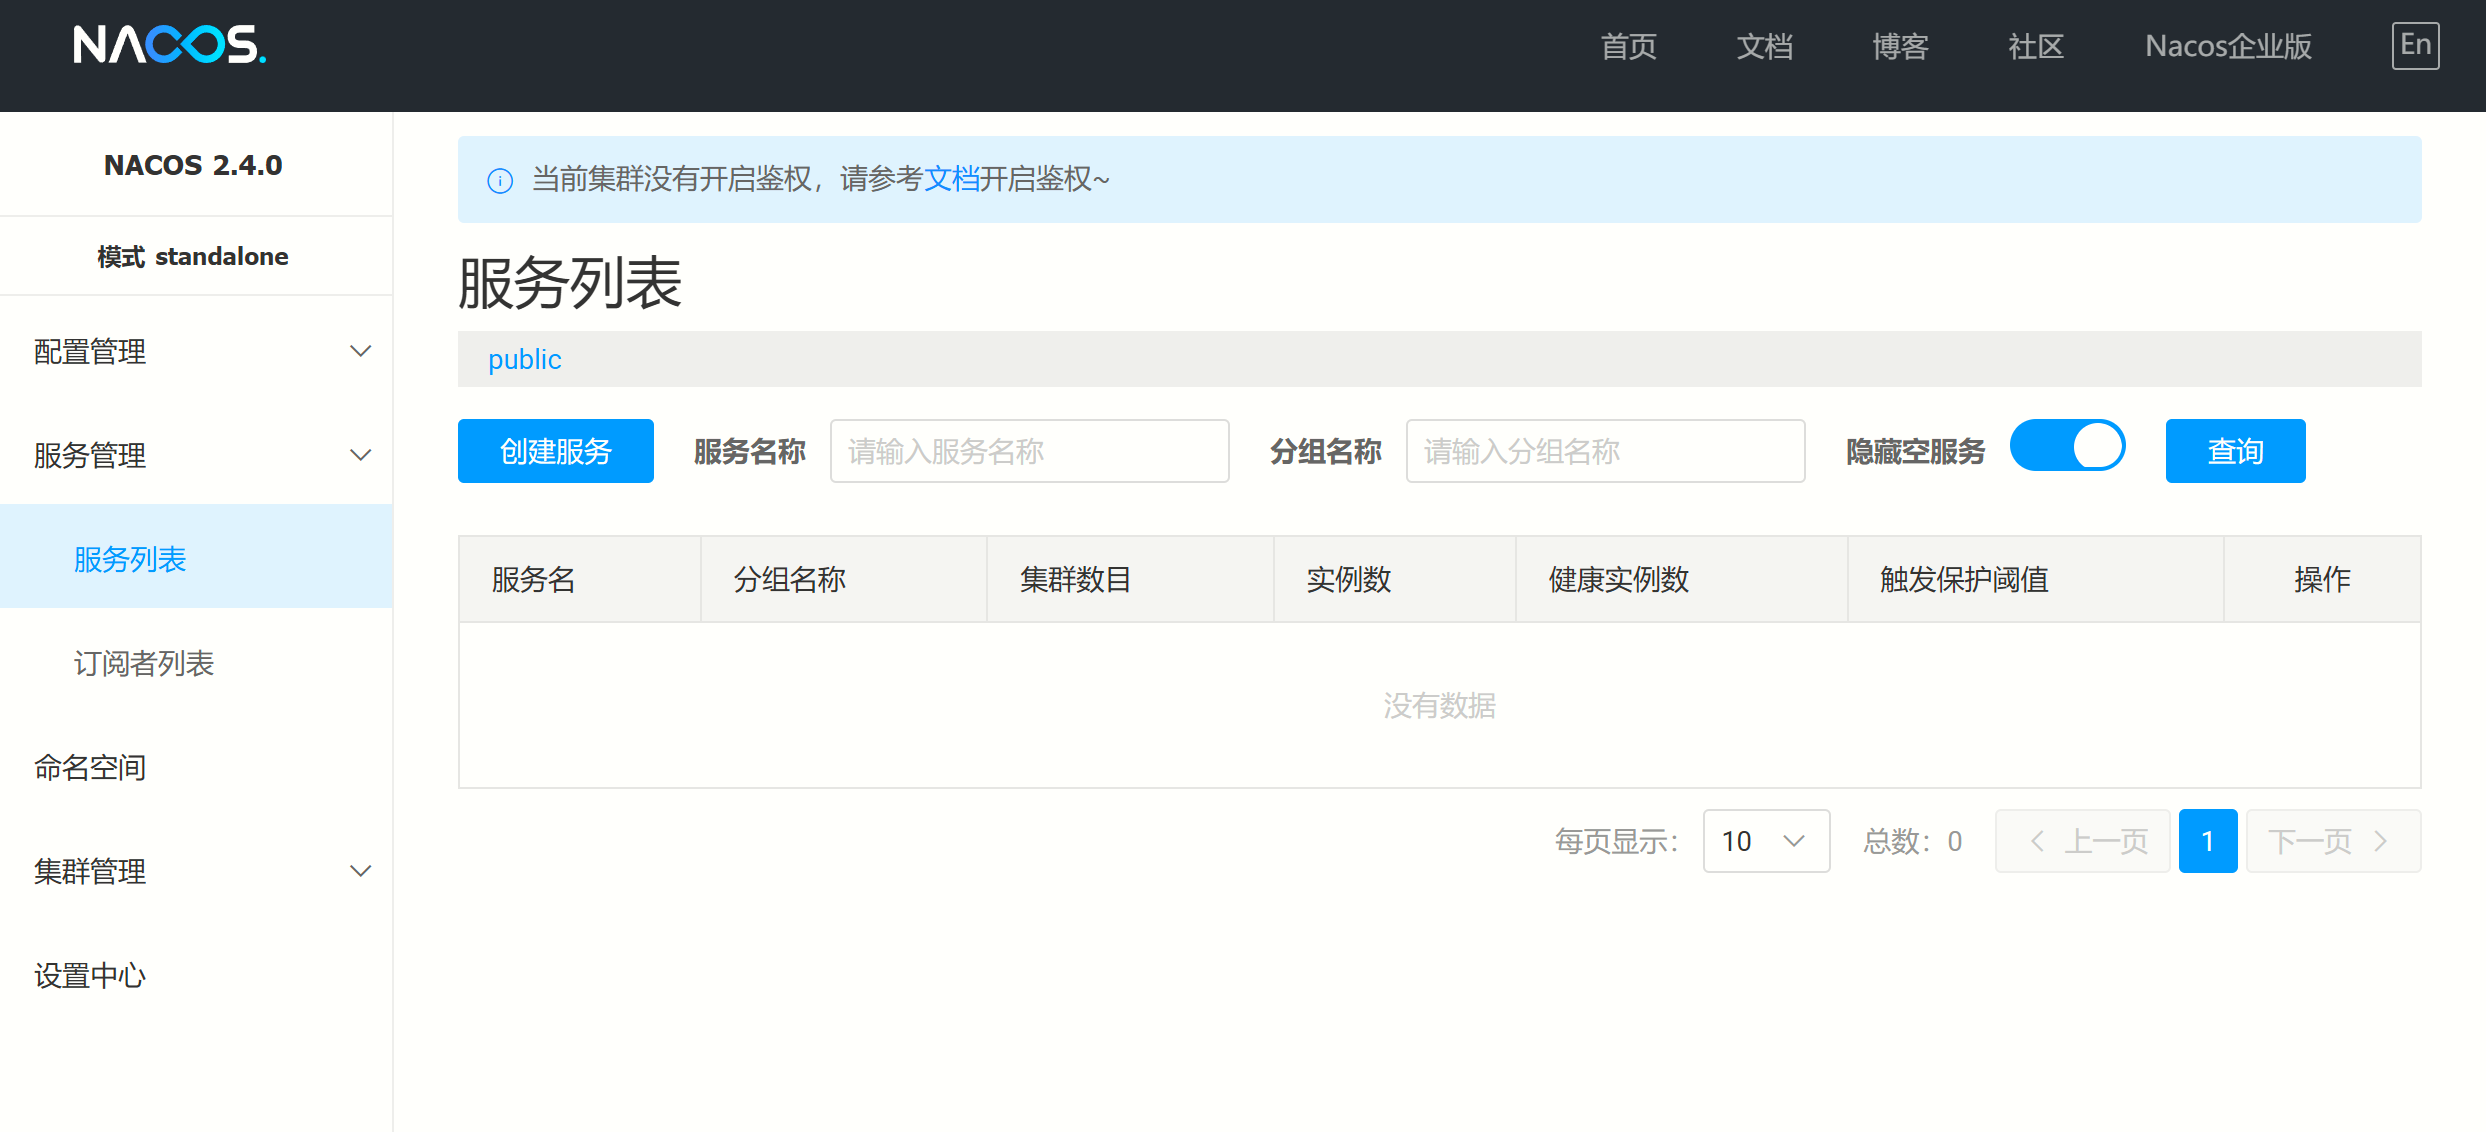 NACOS. 首页 文档 博客 社区 Nacos企业版 En
NACOS 2.4.0
模式 standalone
配置管理
服务管理
服务列表
订阅者列表
命名空间
集群管理
设置中心
当前集群没有开启鉴权，请参考文档开启鉴权~
服务列表
public
创建服务 服务名称 请输入服务名称 分组名称 请输入分组名称 隐藏空服务 查询
服务名 分组名称 集群数目 实例数 健康实例数 触发保护阈值 操作
没有数据
每页显示： 10 总数：0 上一页 1 下一页